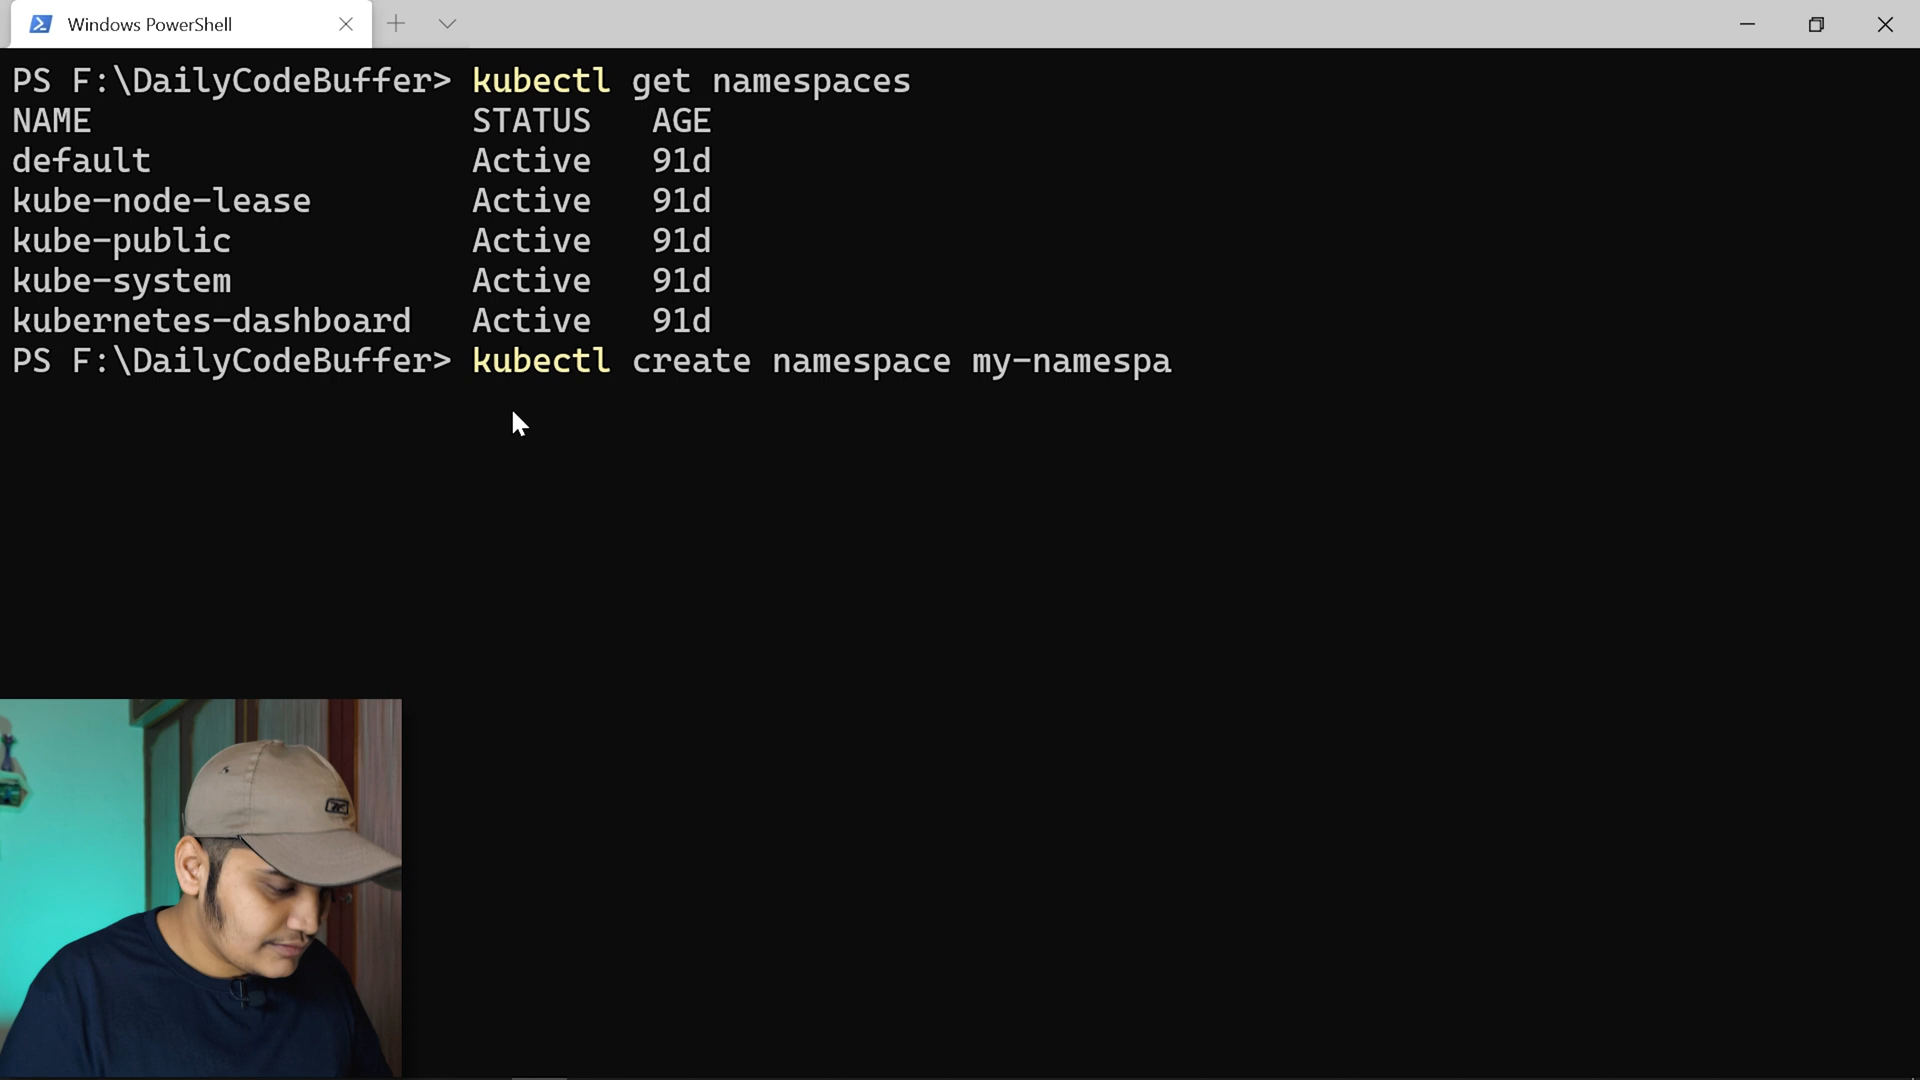 Windows PowerShell
PS F:\DailyCodeBuffer> kubectl get namespaces
NAME STATUS AGE
default Active 91d
kube-node-lease Active 91d
kube-public Active 91d
kube-system Active 91d
kubernetes-dashboard Active 91d
PS F:\DailyCodeBuffer> kubectl create namespace my-namespa